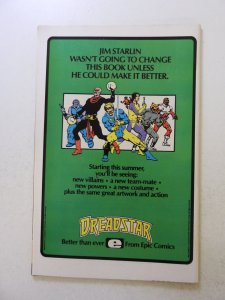 JIM STARLIN
WASN'T GOING TO CHANGE
THIS BOOK UNLESS
HE COULD MAKE IT BETTER.
Starting this summer,
you'll be seeing:
new villains • a new team-mate •
new powers • a new costume •
plus the same great artwork and action
DREADSTAR
Better than ever e From Epic Comics